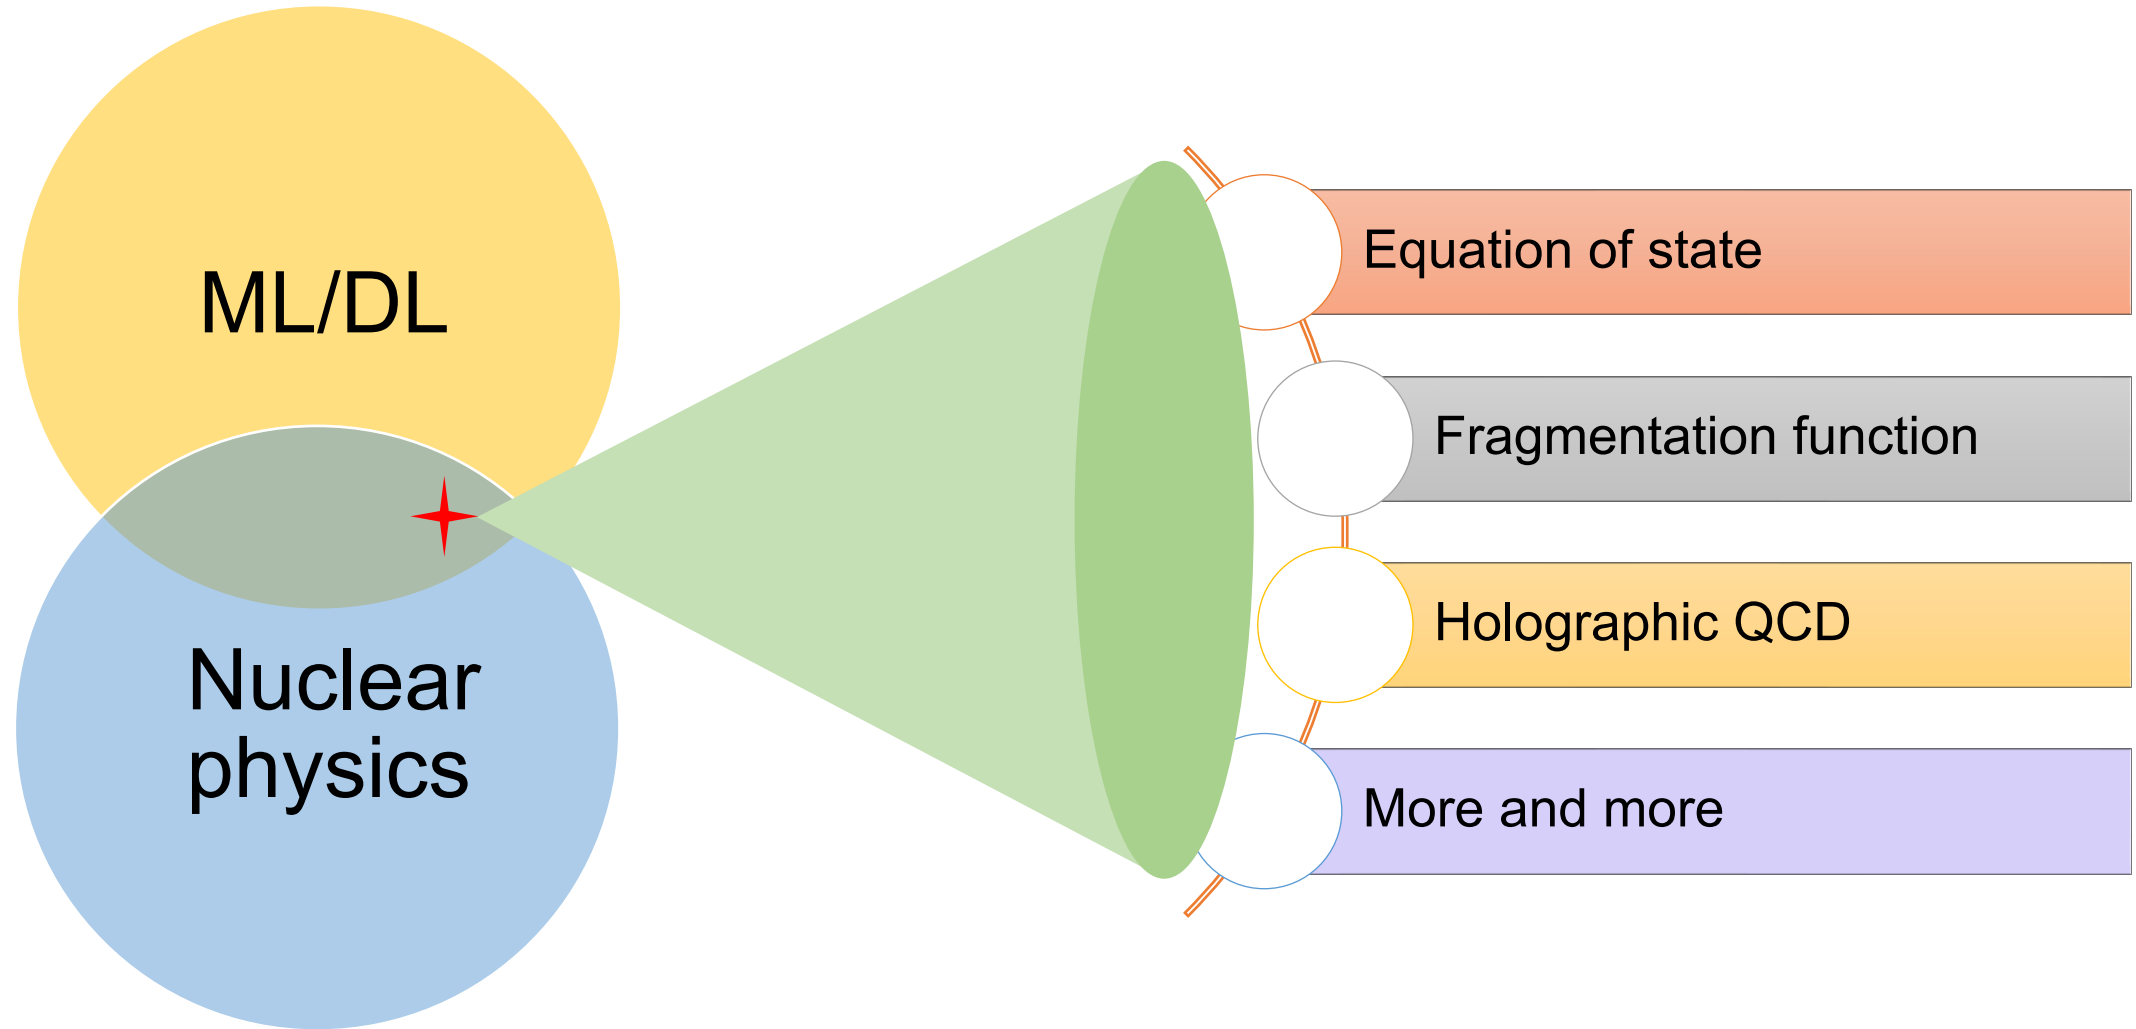 ML/DL
Nuclear
physics
Equation of state
Fragmentation function
Holographic QCD
More and more